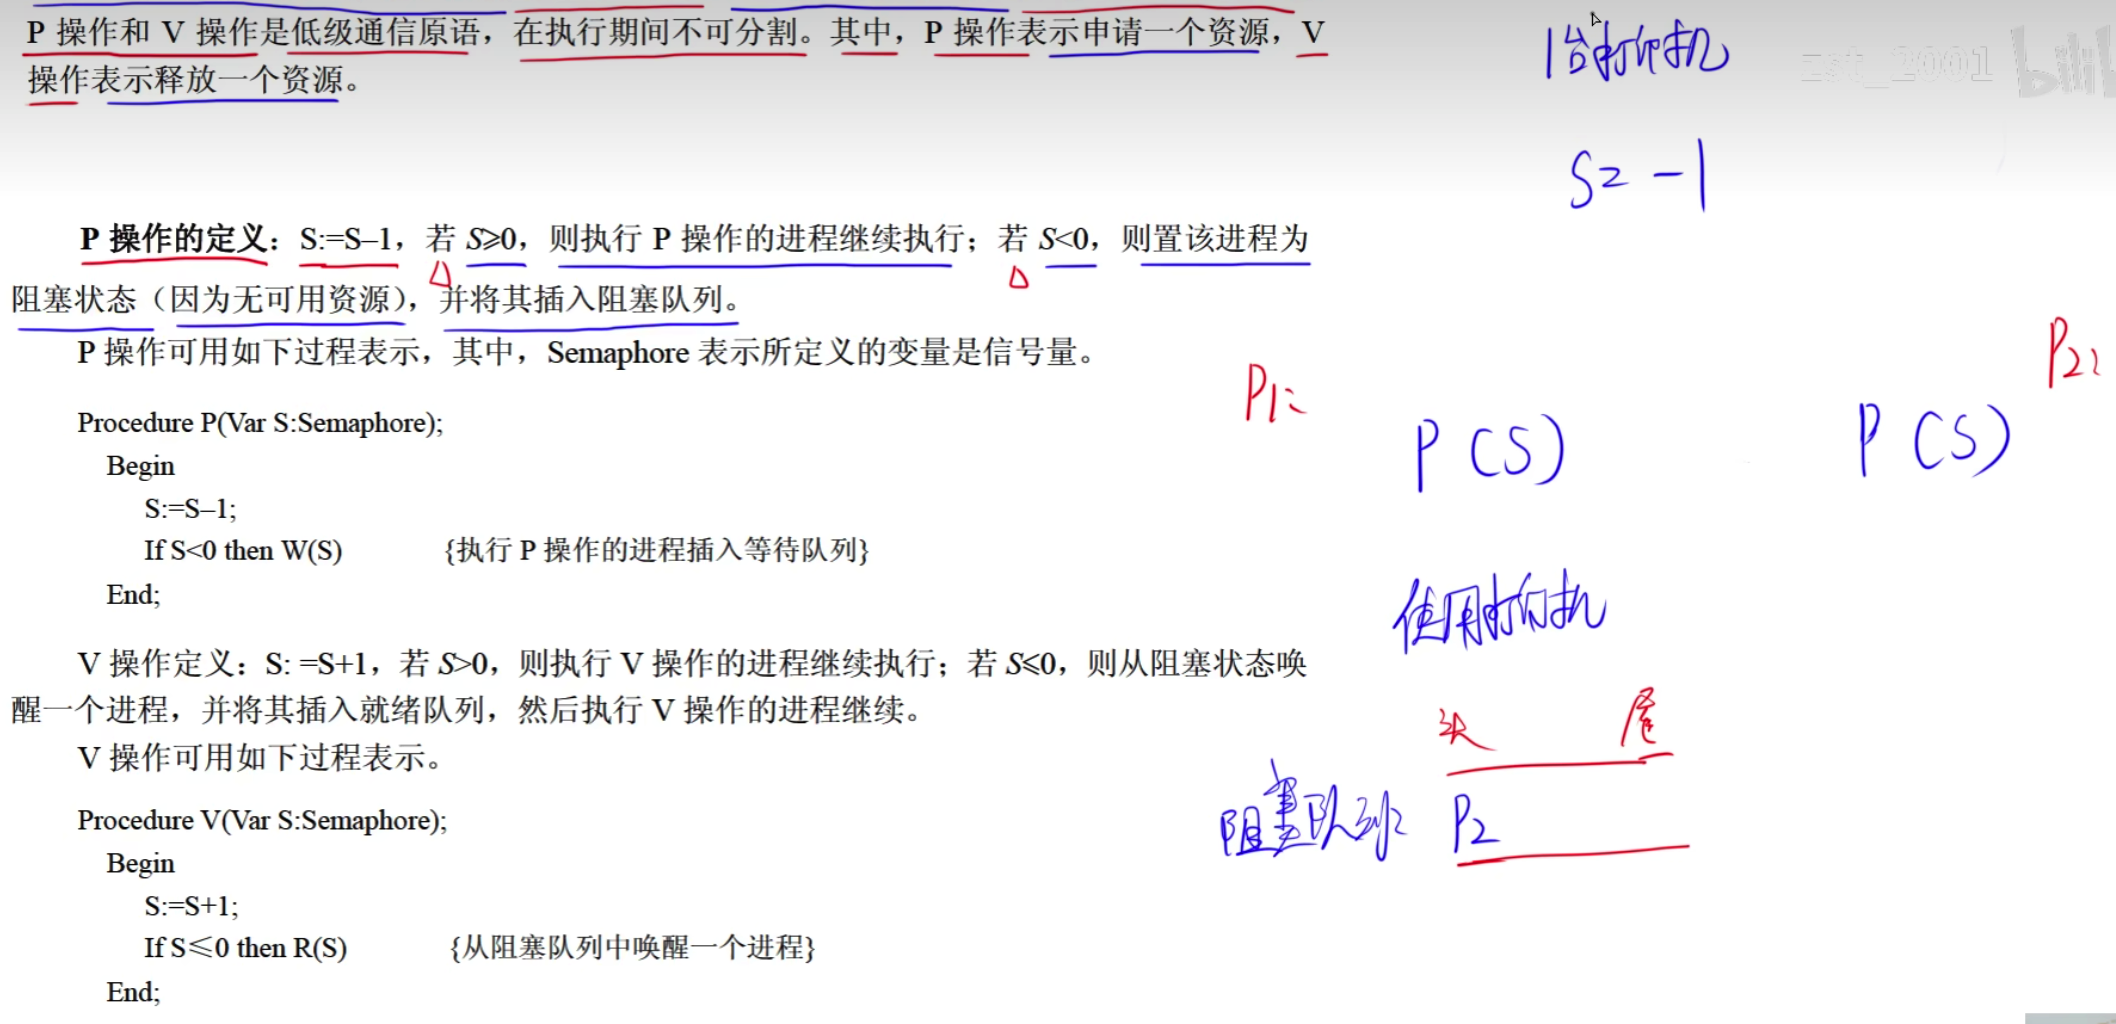 P 操作和 V 操作是低级通信原语，在执行期间不可分割。其中，P 操作表示申请一个资源，V
操作表示释放一个资源。
1台打印机
zst_2001 bilib
S= -1
P 操作的定义：S:=S–1，若 S≥0，则执行 P 操作的进程继续执行；若 S<0，则置该进程为
阻塞状态（因为无可用资源），并将其插入阻塞队列。
P 操作可用如下过程表示，其中，Semaphore 表示所定义的变量是信号量。
P1:
P2:
P (S)
P (S)
Procedure P(Var S:Semaphore);
Begin
S:=S–1;
If S<0 then W(S) {执行 P 操作的进程插入等待队列}
End;
使用打印机
V 操作定义：S: =S+1，若 S>0，则执行 V 操作的进程继续执行；若 S≤0，则从阻塞状态唤
醒一个进程，并将其插入就绪队列，然后执行 V 操作的进程继续。
V 操作可用如下过程表示。
头 尾
阻塞队列: P2
Procedure V(Var S:Semaphore);
Begin
S:=S+1;
If S≤0 then R(S) {从阻塞队列中唤醒一个进程}
End;